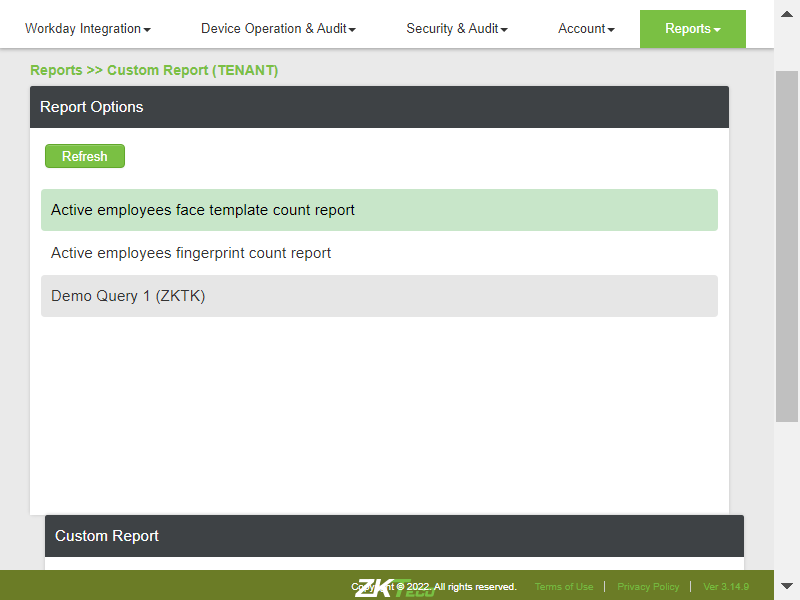 Workday Integration Device Operation & Audit Security & Audit Account Reports
Reports >> Custom Report (TENANT)
Report Options
Refresh
Active employees face template count report
Active employees fingerprint count report
Demo Query 1 (ZKTK)
Custom Report
ZKTeco © 2022. All rights reserved. Terms of Use Privacy Policy Ver 3.14.9